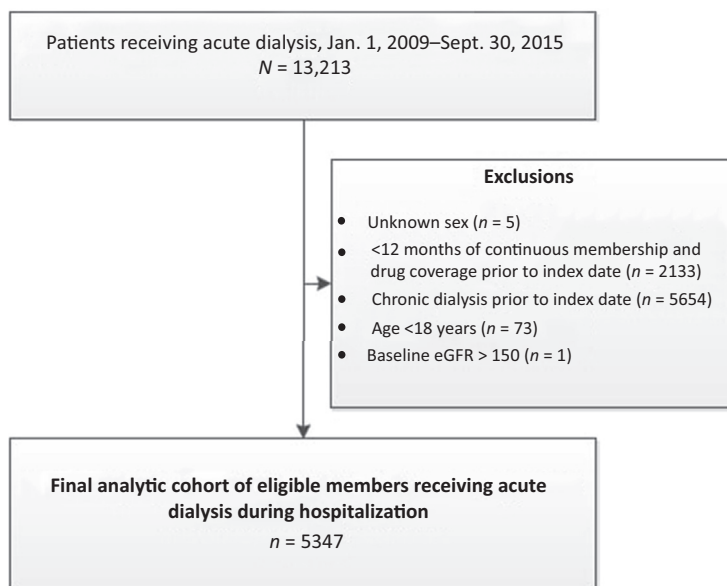 Patients receiving acute dialysis, Jan. 1, 2009–Sept. 30, 2015
N = 13,213
Exclusions
• Unknown sex (n = 5)
• <12 months of continuous membership and
drug coverage prior to index date (n = 2133)
• Chronic dialysis prior to index date (n = 5654)
• Age <18 years (n = 73)
• Baseline eGFR > 150 (n = 1)
Final analytic cohort of eligible members receiving acute
dialysis during hospitalization
n = 5347